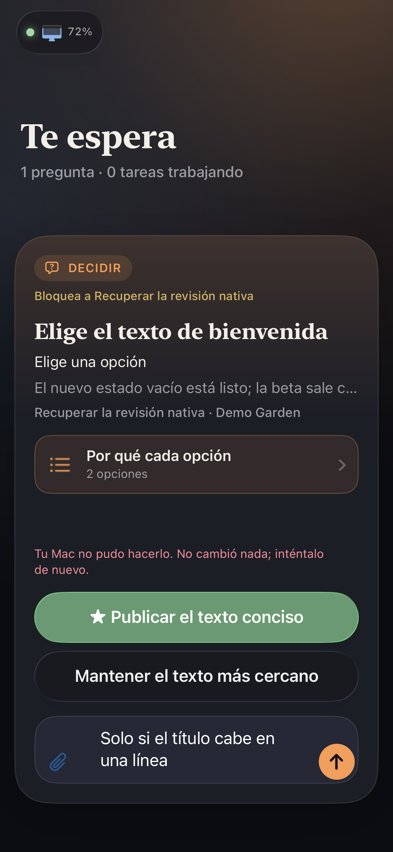 72%
Te espera
1 pregunta · 0 tareas trabajando
DECIDIR
Bloquea a Recuperar la revisión nativa
Elige el texto de bienvenida
Elige una opción
El nuevo estado vacío está listo; la beta sale c...
Recuperar la revisión nativa · Demo Garden
Por qué cada opción
2 opciones
Tu Mac no pudo hacerlo. No cambió nada; inténtalo
de nuevo.
Publicar el texto conciso
Mantener el texto más cercano
Solo si el título cabe en
una línea